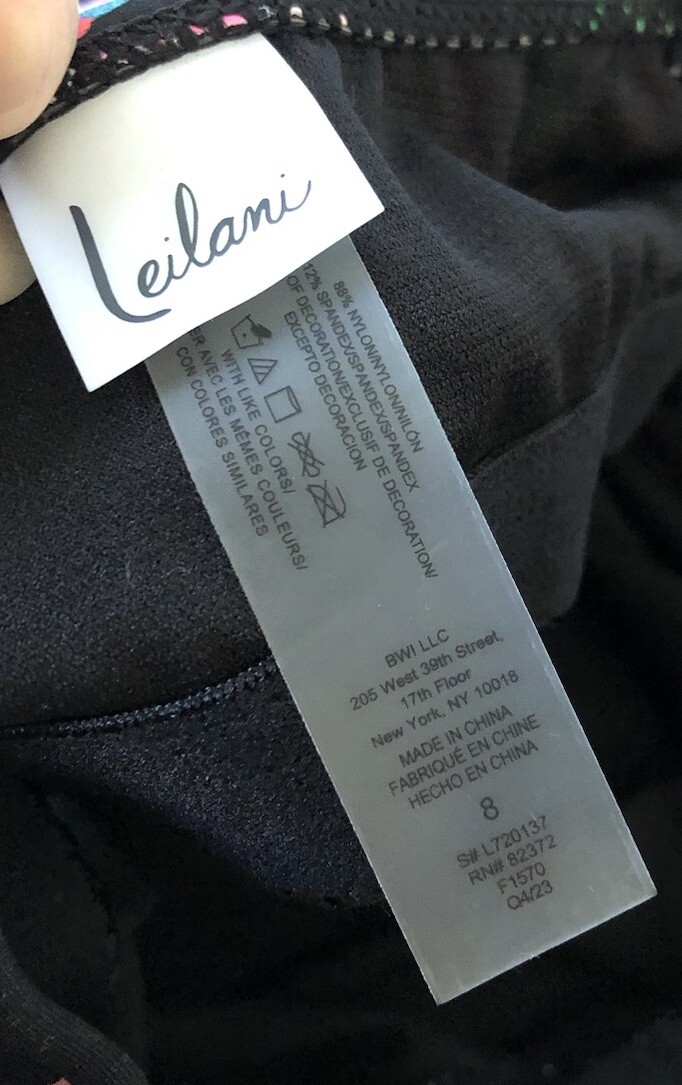 Leilani
88% NYLON/NYLON/NILÓN
12% SPANDEX/SPANDEX/SPANDEX
OF DECORATION/EXCLUSIF DE DECORATION/
EXCEPTO DECORACION
WITH LIKE COLORS/
AVEC LES MÊMES COULEURS/
CON COLORES SIMILARES
BWI LLC
205 West 39th Street,
17th Floor
New York, NY 10018
MADE IN CHINA
FABRIQUÉ EN CHINE
HECHO EN CHINA
8
S# L720137
RN# 82372
F1570
Q4/23